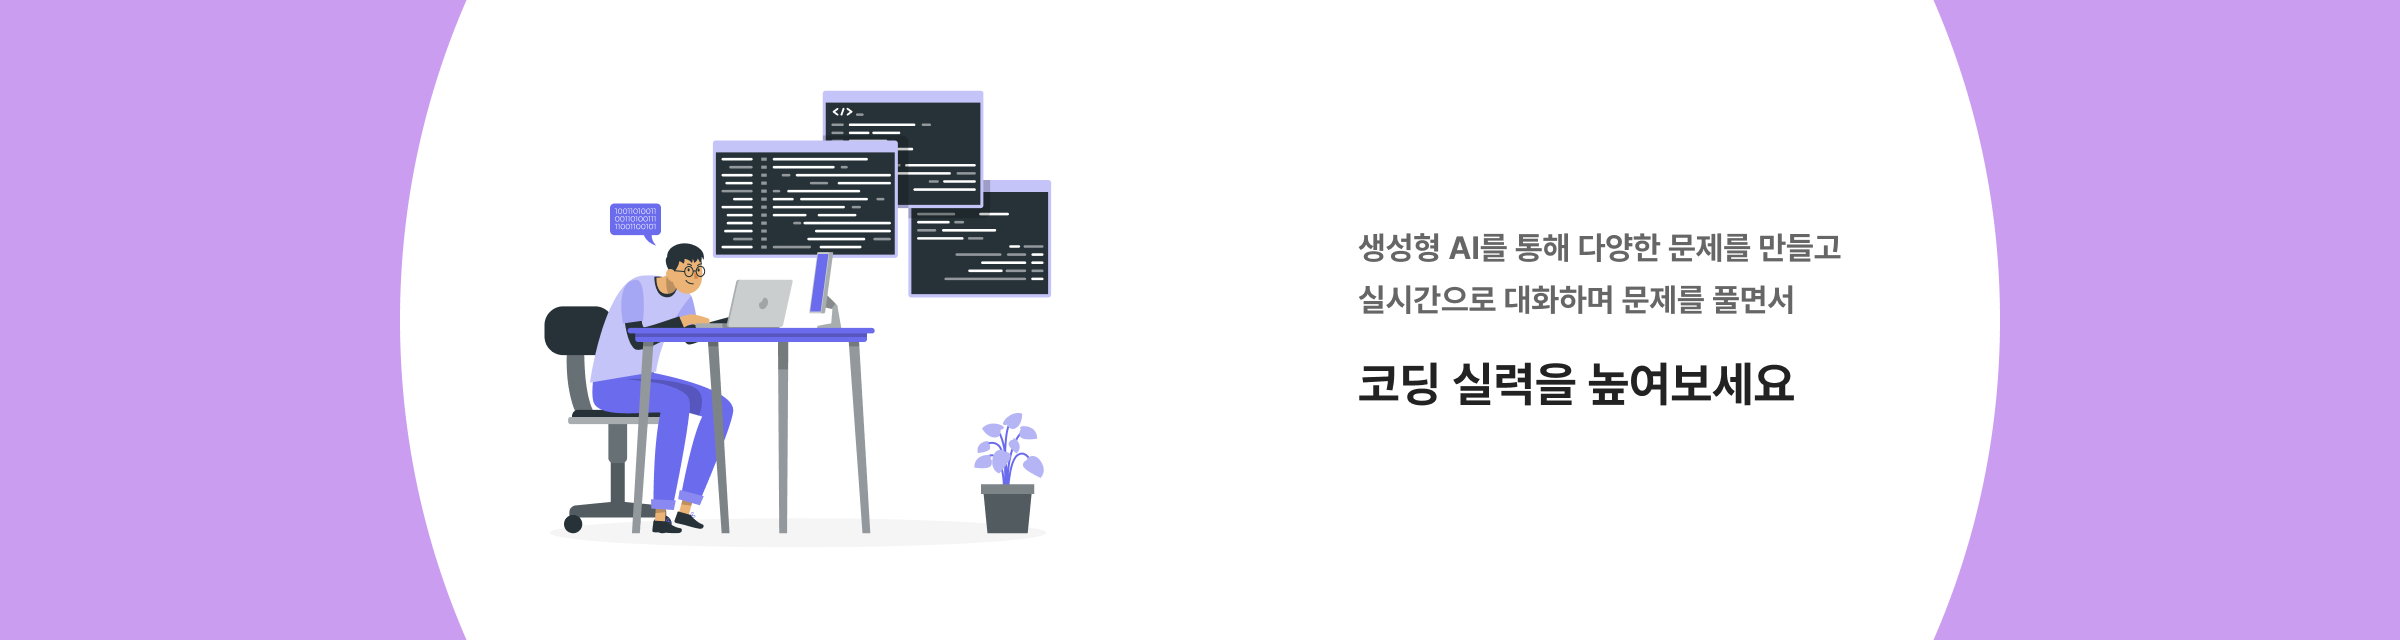 </>
10011010011
00110100111
11001100101
생성형 AI를 통해 다양한 문제를 만들고
실시간으로 대화하며 문제를 풀면서
코딩 실력을 높여보세요